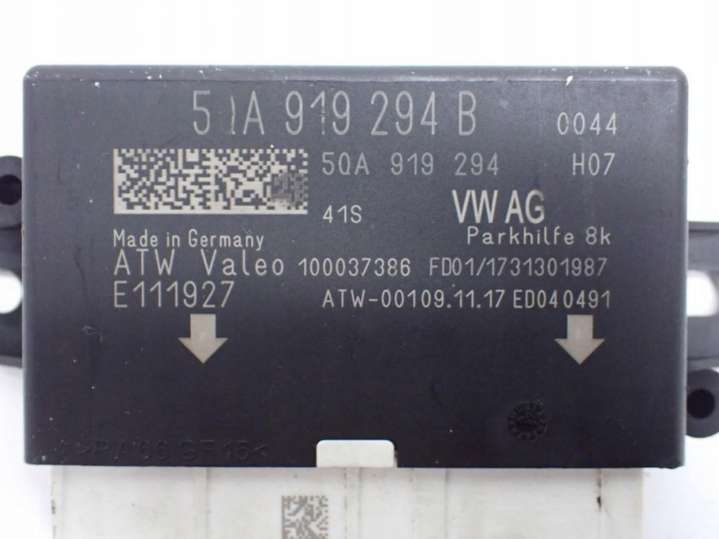 5QA 919 294 B 0044
5QA 919 294 H07
41S VW AG
Parkhilfe 8k
Made in Germany
ATW Valeo 100037386 FD01/1731301987
E111927 ATW-00109.11.17 ED040491